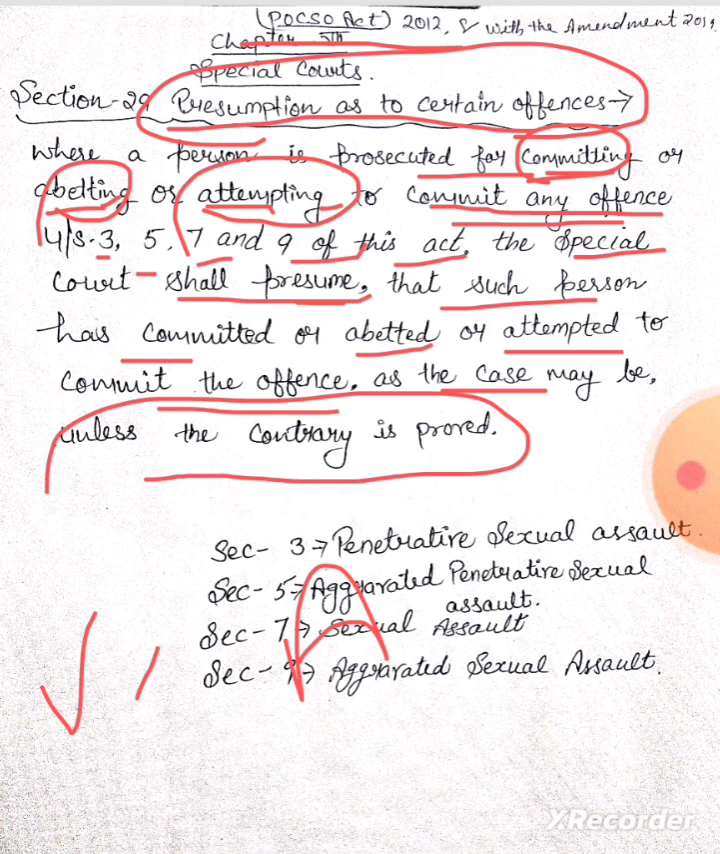 (POCSO Act) 2012, & with the Amendment 2019.
Chapter VIII
Special Courts.
Section-29 Presumption as to certain offences→
where a person is prosecuted for committing or
abetting or attempting to commit any offence
u/s. 3, 5, 7 and 9 of this act, the Special
Court shall presume, that such person
has committed or abetted or attempted to
commit the offence, as the case may be,
unless the contrary is proved.
Sec- 3→ Penetrative Sexual assault.
Sec- 5→ Aggravated Penetrative Sexual
assault.
Sec-7→ Sexual Assault
Sec- 9→ Aggravated Sexual Assault.
XRecorder